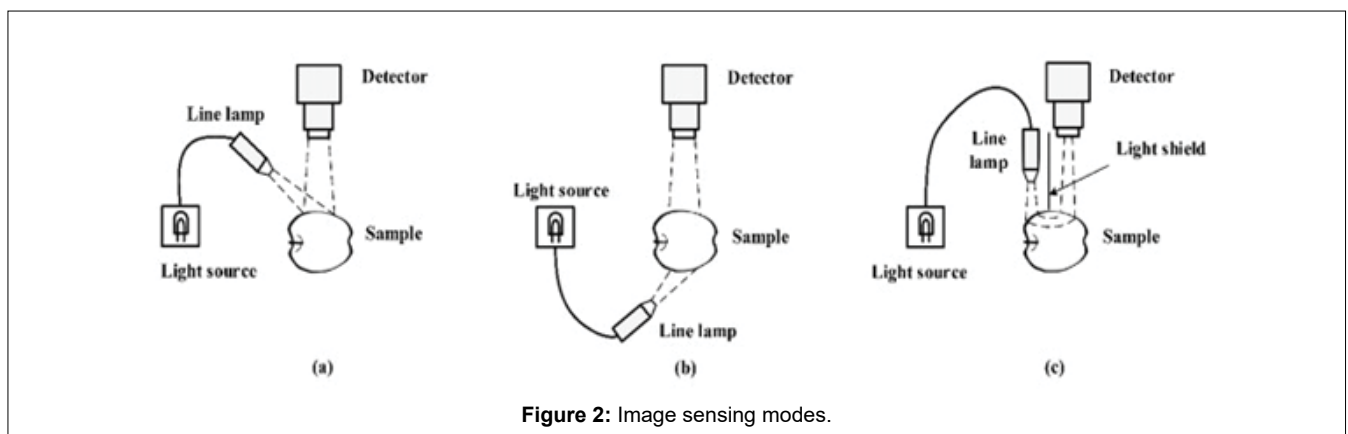 Detector
Line lamp
Sample
Light source
(a)
Detector
Light source
Sample
Line lamp
(b)
Detector
Line
lamp
Light shield
Sample
Light source
(c)
Figure 2: Image sensing modes.